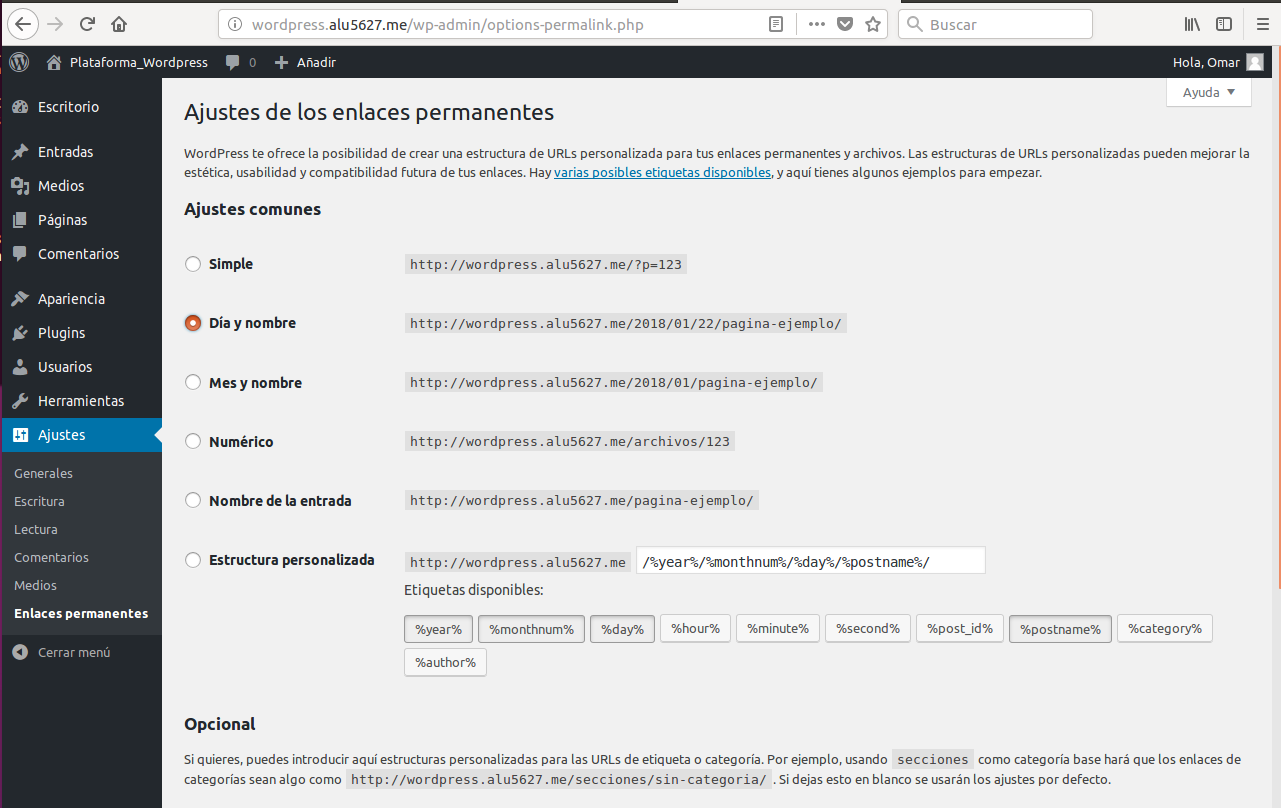 wordpress.alu5627.me/wp-admin/options-permalink.php
Buscar
Plataforma_Wordpress 0 Añadir Hola, Omar
Ayuda
Escritorio
Entradas
Medios
Páginas
Comentarios
Apariencia
Plugins
Usuarios
Herramientas
Ajustes
Generales
Escritura
Lectura
Comentarios
Medios
Enlaces permanentes
Cerrar menú
Ajustes de los enlaces permanentes
WordPress te ofrece la posibilidad de crear una estructura de URLs personalizada para tus enlaces permanentes y archivos. Las estructuras de URLs personalizadas pueden mejorar la
estética, usabilidad y compatibilidad futura de tus enlaces. Hay varias posibles etiquetas disponibles, y aquí tienes algunos ejemplos para empezar.
Ajustes comunes
Simple http://wordpress.alu5627.me/?p=123
Día y nombre http://wordpress.alu5627.me/2018/01/22/pagina-ejemplo/
Mes y nombre http://wordpress.alu5627.me/2018/01/pagina-ejemplo/
Numérico http://wordpress.alu5627.me/archivos/123
Nombre de la entrada http://wordpress.alu5627.me/pagina-ejemplo/
Estructura personalizada http://wordpress.alu5627.me /%year%/%monthnum%/%day%/%postname%/
Etiquetas disponibles:
%year% %monthnum% %day% %hour% %minute% %second% %post_id% %postname% %category%
%author%
Opcional
Si quieres, puedes introducir aquí estructuras personalizadas para las URLs de etiqueta o categoría. Por ejemplo, usando secciones como categoría base hará que los enlaces de
categorías sean algo como http://wordpress.alu5627.me/secciones/sin-categoria/ . Si dejas esto en blanco se usarán los ajustes por defecto.